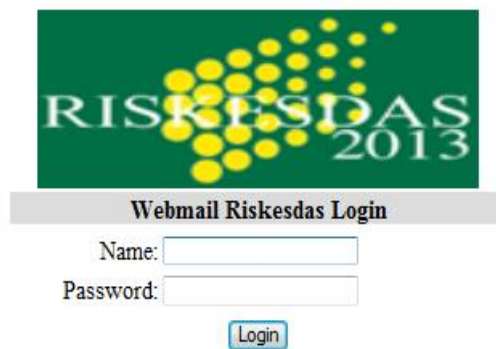 RISKESDAS
2013
Webmail Riskesdas Login
Name:
Password:
Login